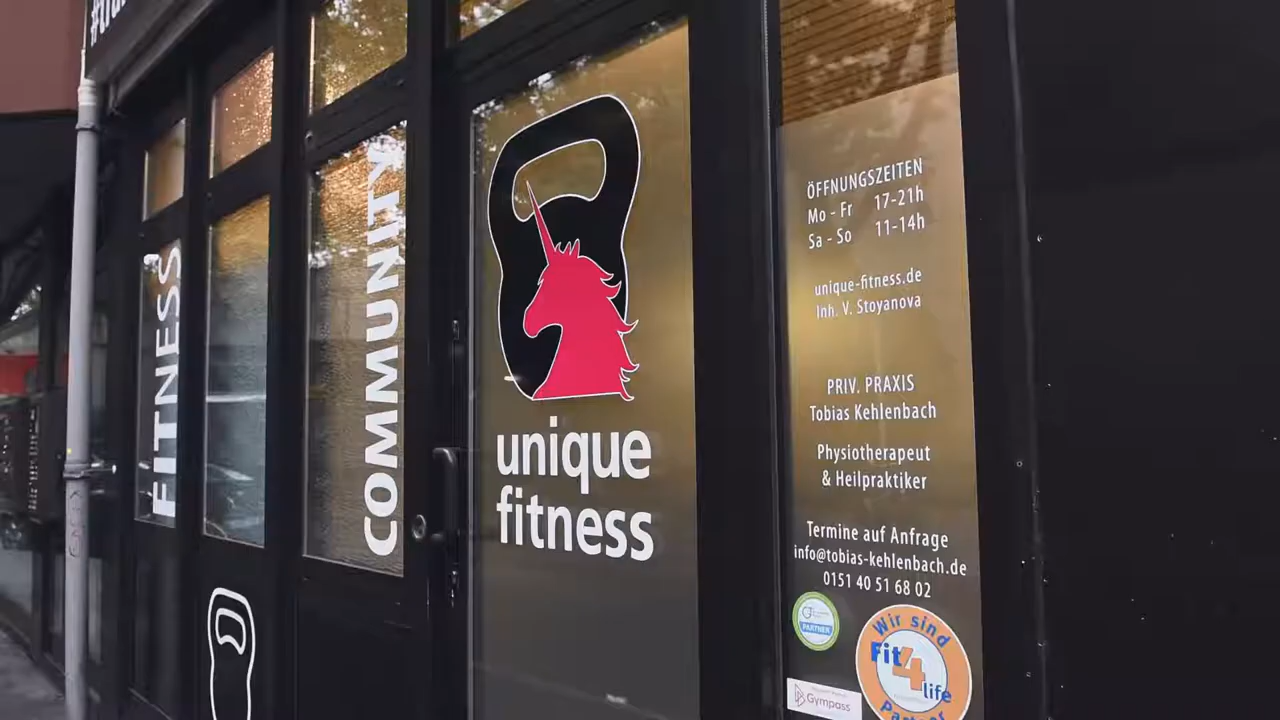 FITNESS
COMMUNITY
unique
fitness
ÖFFNUNGSZEITEN
Mo - Fr 17-21h
Sa - So 11-14h
unique-fitness.de
Inh. V. Stoyanova
PRIV. PRAXIS
Tobias Kehlenbach
Physiotherapeut
& Heilpraktiker
Termine auf Anfrage
info@tobias-kehlenbach.de
0151 40 51 68 02
PARTNER
Wir sind
Fit4life
Partner
Gympass